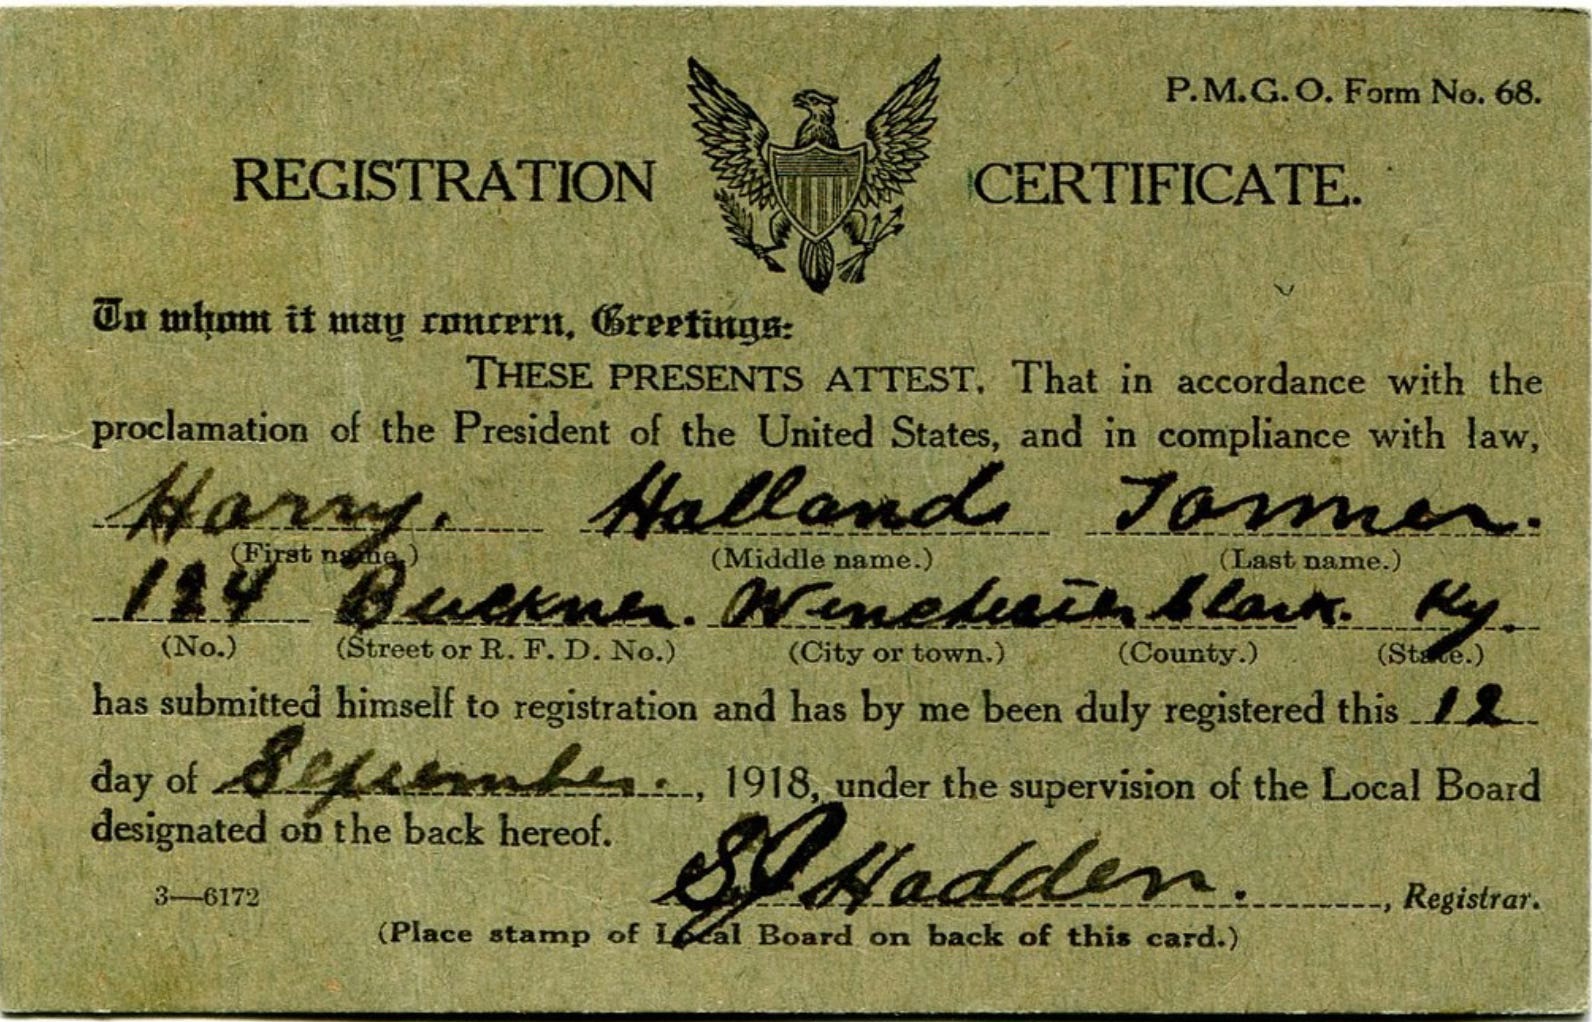 P.M.G.O. Form No. 68.
REGISTRATION CERTIFICATE.
To whom it may concern, Greetings:
THESE PRESENTS ATTEST, That in accordance with the
proclamation of the President of the United States, and in compliance with law,
Harry. Holland
(First name.) (Middle name.) (Last name.)
124 Buckner. Winchester Clark. Ky.
(No.) (Street or R. F. D. No.) (City or town.) (County.) (State.)
has submitted himself to registration and has by me been duly registered this 12
day of September., 1918, under the supervision of the Local Board
designated on the back hereof.
S J Hadden.
3—6172 , Registrar.
(Place stamp of Local Board on back of this card.)